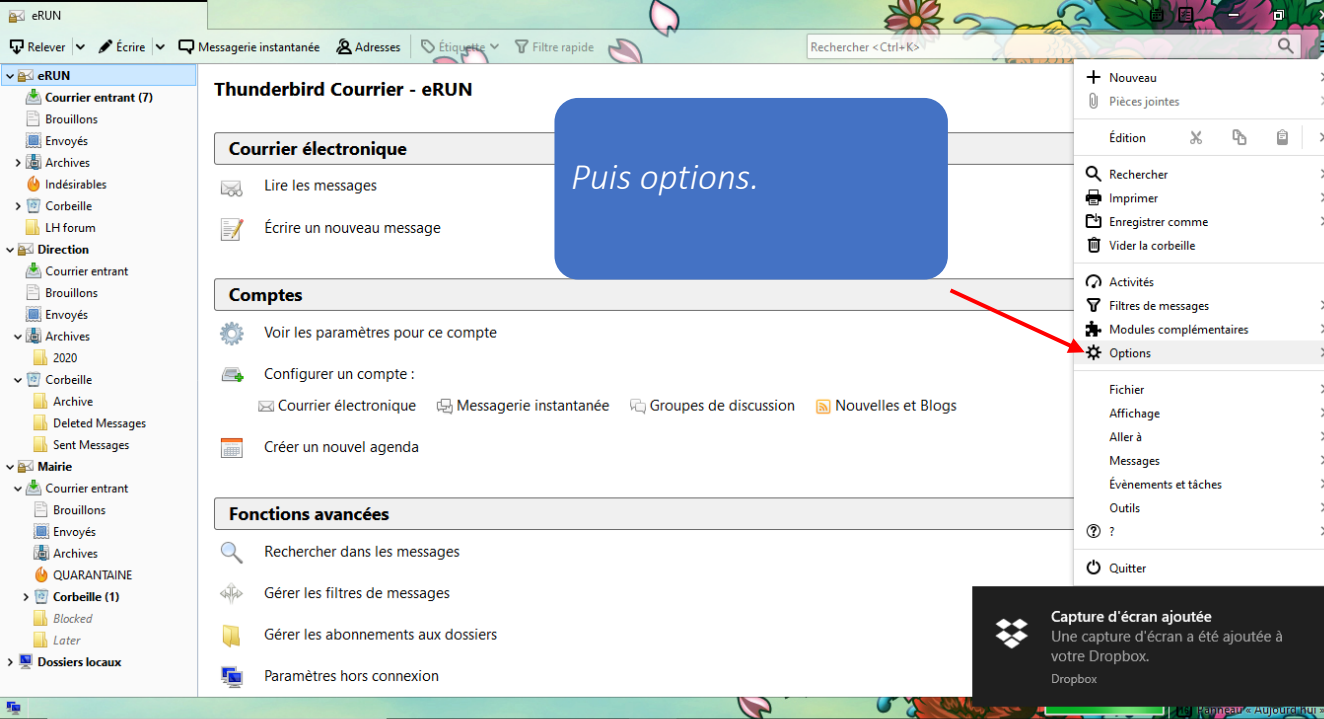 eRUN
Relever
Écrire
Messagerie instantanée
Adresses
Étiquette
Filtre rapide
Rechercher <Ctrl+K>
eRUN
Courrier entrant (7)
Brouillons
Envoyés
Archives
Indésirables
Corbeille
LH forum
Direction
Courrier entrant
Brouillons
Envoyés
Archives
2020
Corbeille
Archive
Deleted Messages
Sent Messages
Mairie
Courrier entrant
Brouillons
Envoyés
Archives
QUARANTAINE
Corbeille (1)
Blocked
Later
Dossiers locaux
Thunderbird Courrier - eRUN
Courrier électronique
Lire les messages
Écrire un nouveau message
Comptes
Voir les paramètres pour ce compte
Configurer un compte :
Courrier électronique
Messagerie instantanée
Groupes de discussion
Nouvelles et Blogs
Créer un nouvel agenda
Fonctions avancées
Rechercher dans les messages
Gérer les filtres de messages
Gérer les abonnements aux dossiers
Paramètres hors connexion
Puis options.
Nouveau
Pièces jointes
Édition
Rechercher
Imprimer
Enregistrer comme
Vider la corbeille
Activités
Filtres de messages
Modules complémentaires
Options
Fichier
Affichage
Aller à
Messages
Évènements et tâches
Outils
?
Quitter
Capture d'écran ajoutée
Une capture d'écran a été ajoutée à
votre Dropbox.
Dropbox
Panneau « Aujourd'hui »